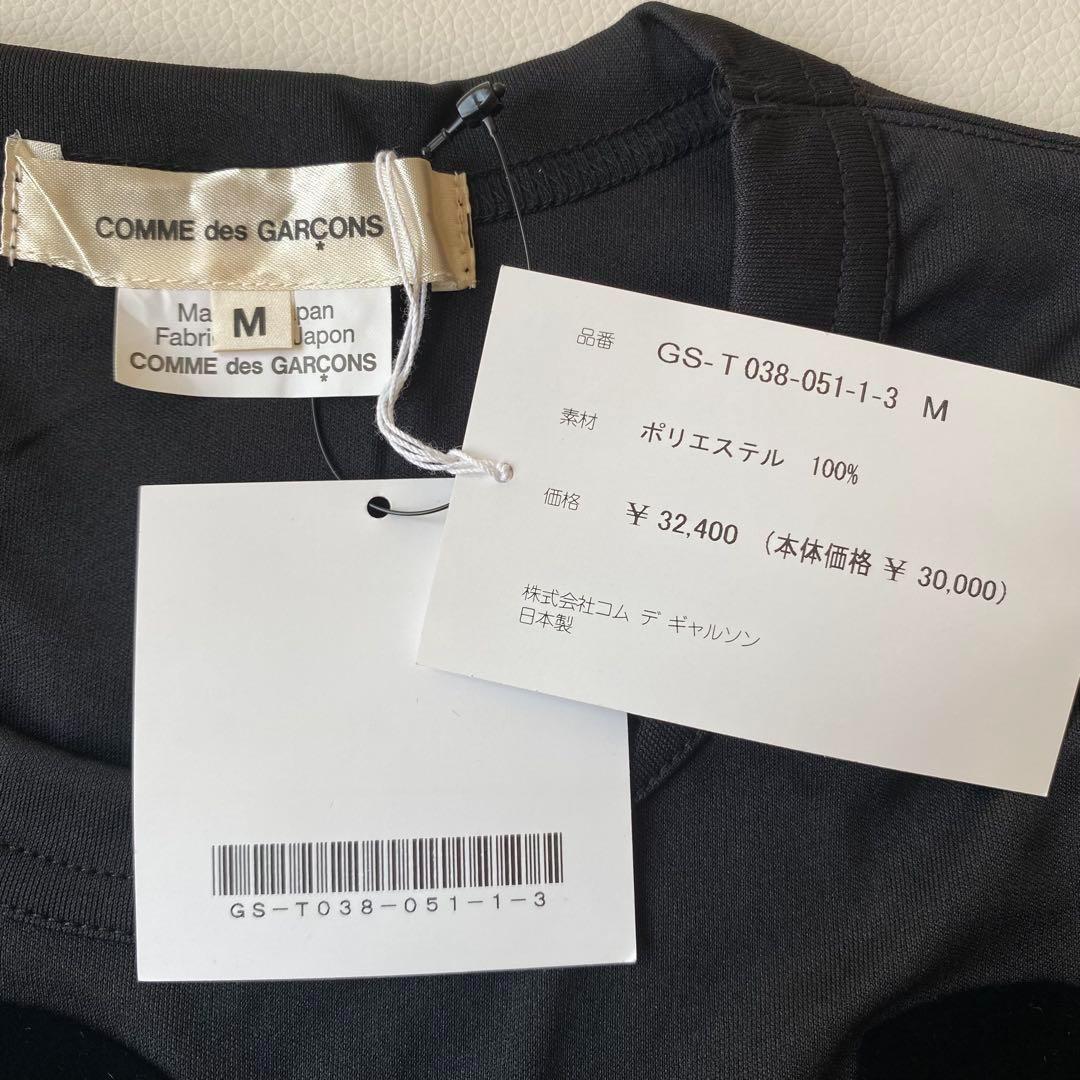 COMME des GARÇONS
*
Ma M pan
Fabri Japon
COMME des GARÇONS
*
品番 GS-T 038-051-1-3 M
素材 ポリエステル 100%
価格 ¥ 32,400 (本体価格 ¥ 30,000)
株式会社コム デ ギャルソン
日本製
GS-T038-051-1-3